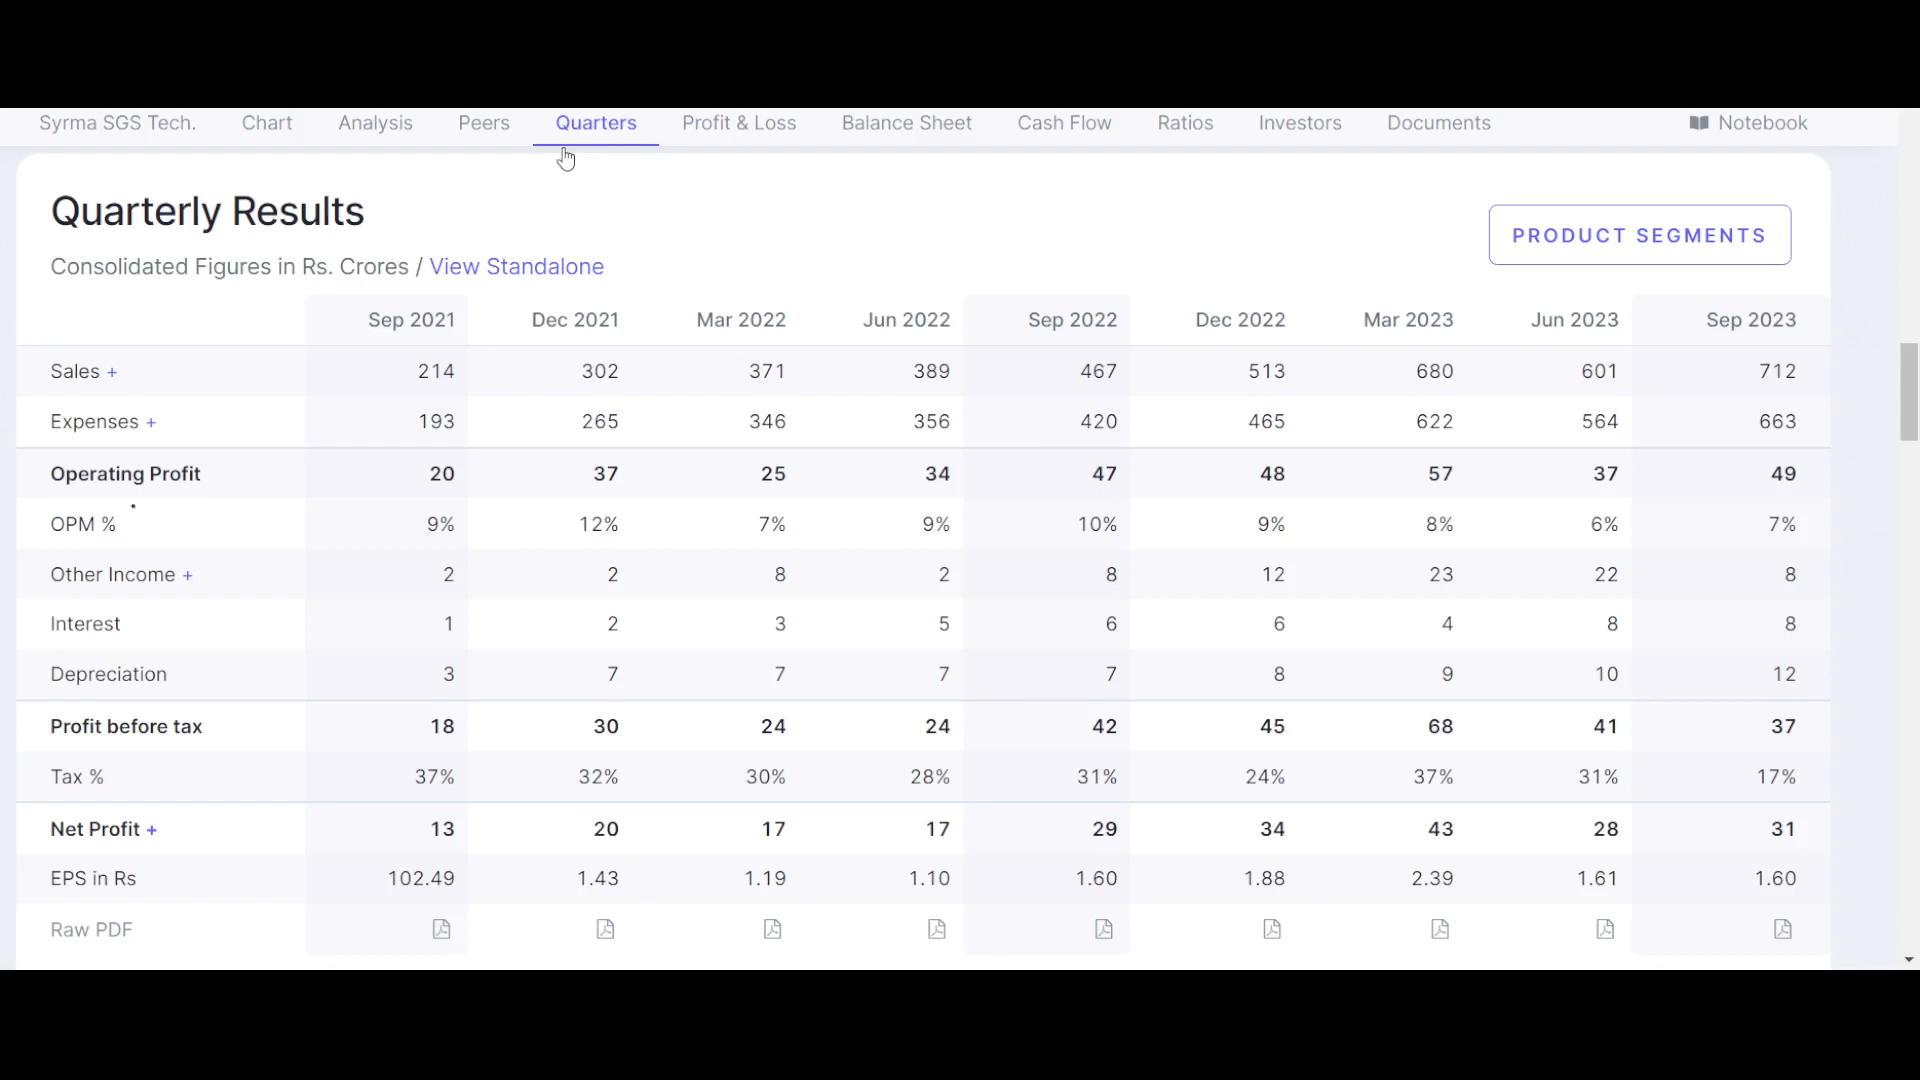 Syrma SGS Tech. Chart Analysis Peers Quarters Profit & Loss Balance Sheet Cash Flow Ratios Investors Documents Notebook
Quarterly Results
PRODUCT SEGMENTS
Consolidated Figures in Rs. Crores / View Standalone
Sep 2021 Dec 2021 Mar 2022 Jun 2022 Sep 2022 Dec 2022 Mar 2023 Jun 2023 Sep 2023
Sales + 214 302 371 389 467 513 680 601 712
Expenses + 193 265 346 356 420 465 622 564 663
Operating Profit 20 37 25 34 47 48 57 37 49
OPM % 9% 12% 7% 9% 10% 9% 8% 6% 7%
Other Income + 2 2 8 2 8 12 23 22 8
Interest 1 2 3 5 6 6 4 8 8
Depreciation 3 7 7 7 7 8 9 10 12
Profit before tax 18 30 24 24 42 45 68 41 37
Tax % 37% 32% 30% 28% 31% 24% 37% 31% 17%
Net Profit + 13 20 17 17 29 34 43 28 31
EPS in Rs 102.49 1.43 1.19 1.10 1.60 1.88 2.39 1.61 1.60
Raw PDF